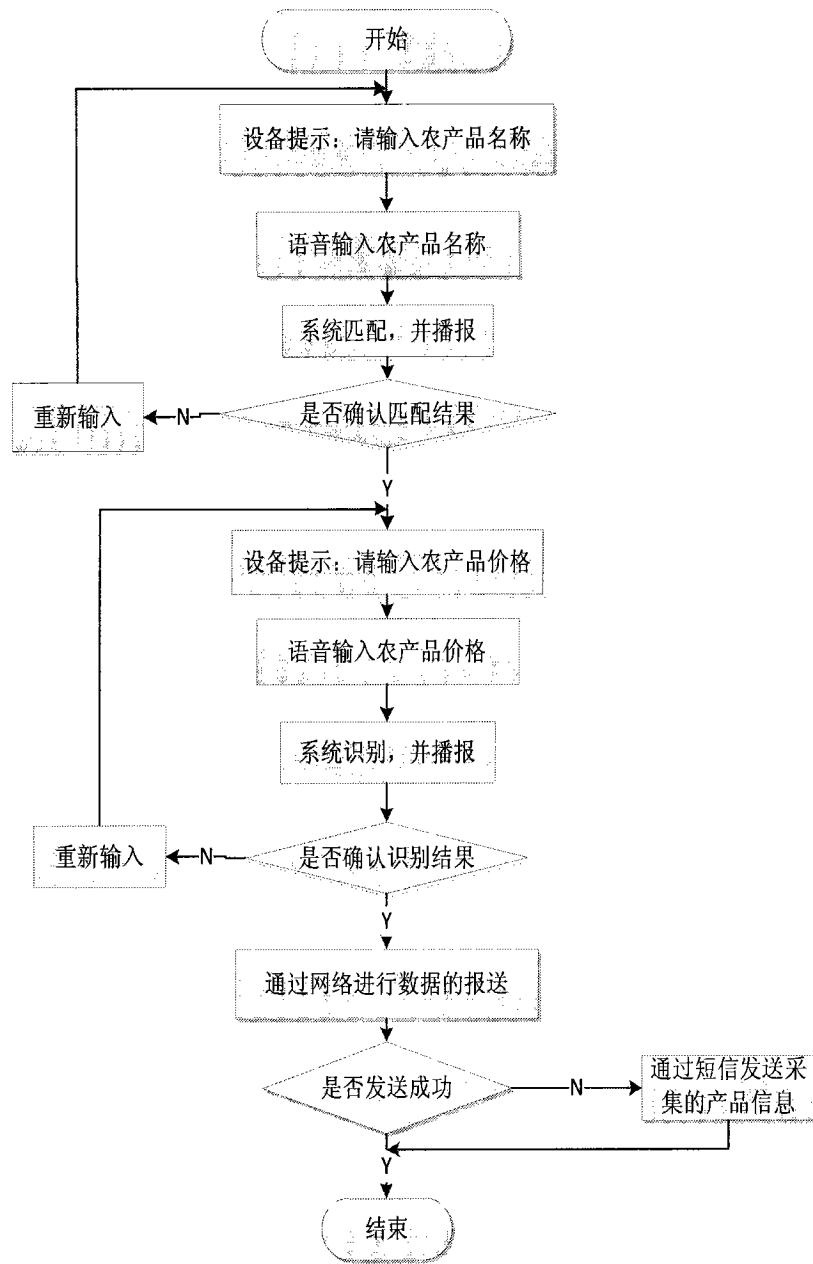 开始
设备提示：请输入农产品名称
语音输入农产品名称
系统匹配，并播报
重新输入
N
是否确认匹配结果
Y
设备提示：请输入农产品价格
语音输入农产品价格
系统识别，并播报
重新输入
N
是否确认识别结果
Y
通过网络进行数据的报送
是否发送成功
N
通过短信发送采
集的产品信息
Y
结束